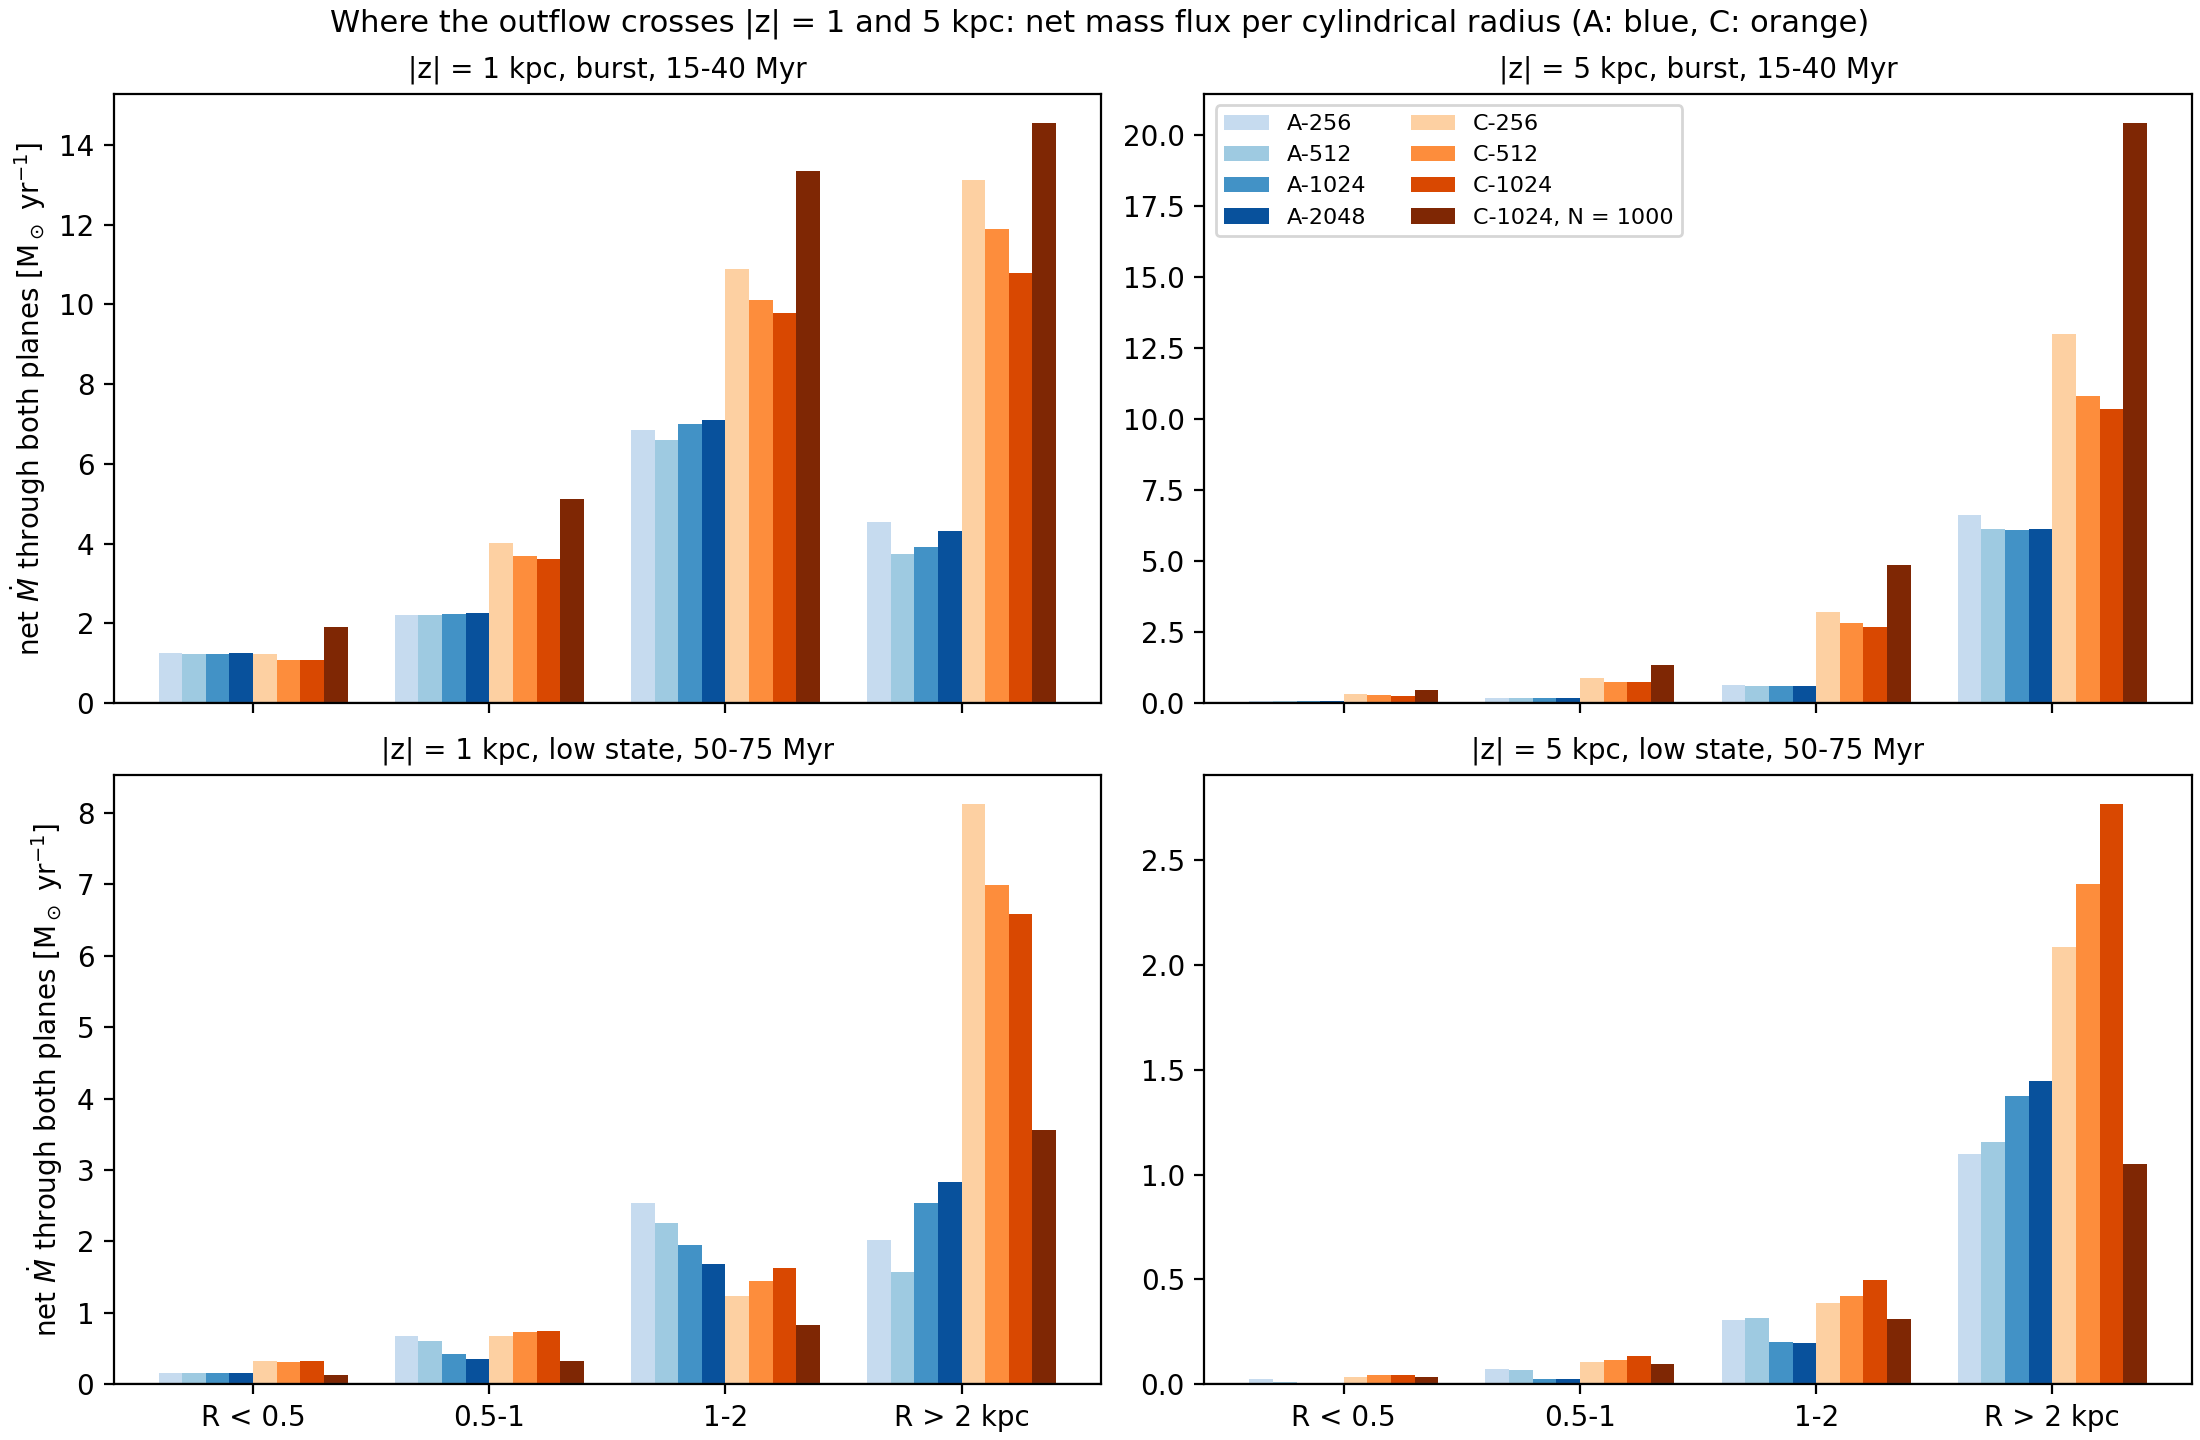 Where the outflow crosses |z| = 1 and 5 kpc: net mass flux per cylindrical radius (A: blue, C: orange)
|z| = 1 kpc, burst, 15-40 Myr
net Ṁ through both planes [M⊙ yr⁻¹]
14
12
10
8
6
4
2
0
|z| = 5 kpc, burst, 15-40 Myr
20.0
17.5
15.0
12.5
10.0
7.5
5.0
2.5
0.0
A-256
A-512
A-1024
A-2048
C-256
C-512
C-1024
C-1024, N = 1000
|z| = 1 kpc, low state, 50-75 Myr
net Ṁ through both planes [M⊙ yr⁻¹]
8
7
6
5
4
3
2
1
0
R < 0.5
0.5-1
1-2
R > 2 kpc
|z| = 5 kpc, low state, 50-75 Myr
2.5
2.0
1.5
1.0
0.5
0.0
R < 0.5
0.5-1
1-2
R > 2 kpc